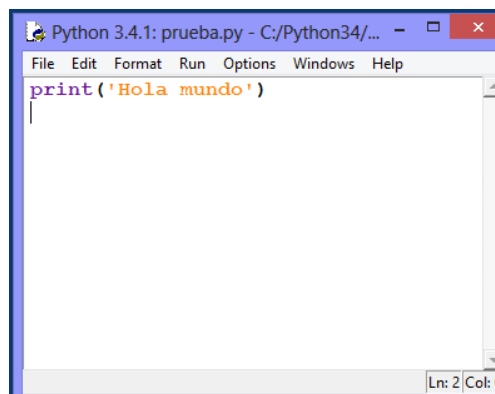 Python 3.4.1: prueba.py - C:/Python34/...
File Edit Format Run Options Windows Help
print('Hola mundo')
Ln: 2 Col: